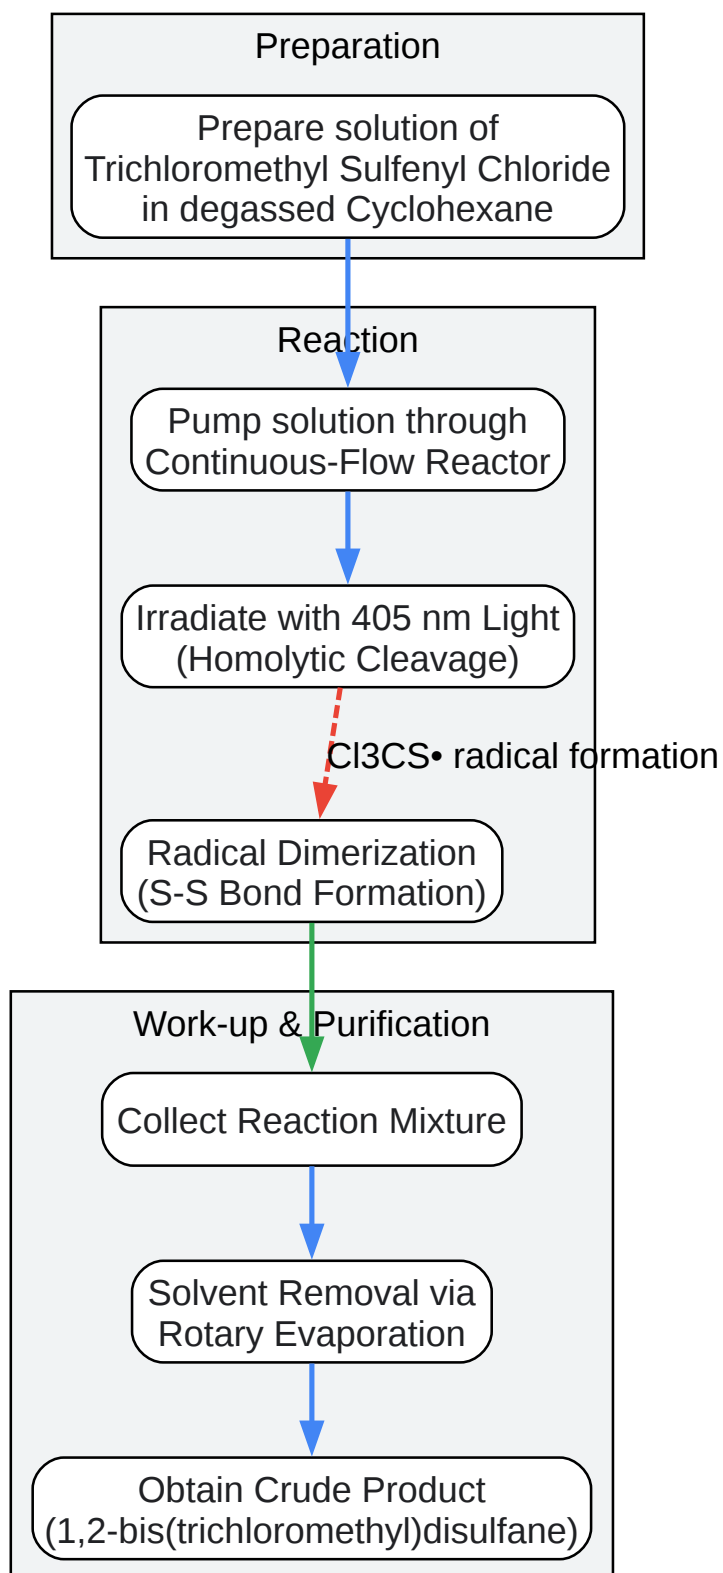 Preparation
Prepare solution of
Trichloromethyl Sulfenyl Chloride
in degassed Cyclohexane
Reaction
Pump solution through
Continuous-Flow Reactor
Irradiate with 405 nm Light
(Homolytic Cleavage)
Cl3CS• radical formation
Radical Dimerization
(S-S Bond Formation)
Work-up & Purification
Collect Reaction Mixture
Solvent Removal via
Rotary Evaporation
Obtain Crude Product
(1,2-bis(trichloromethyl)disulfane)